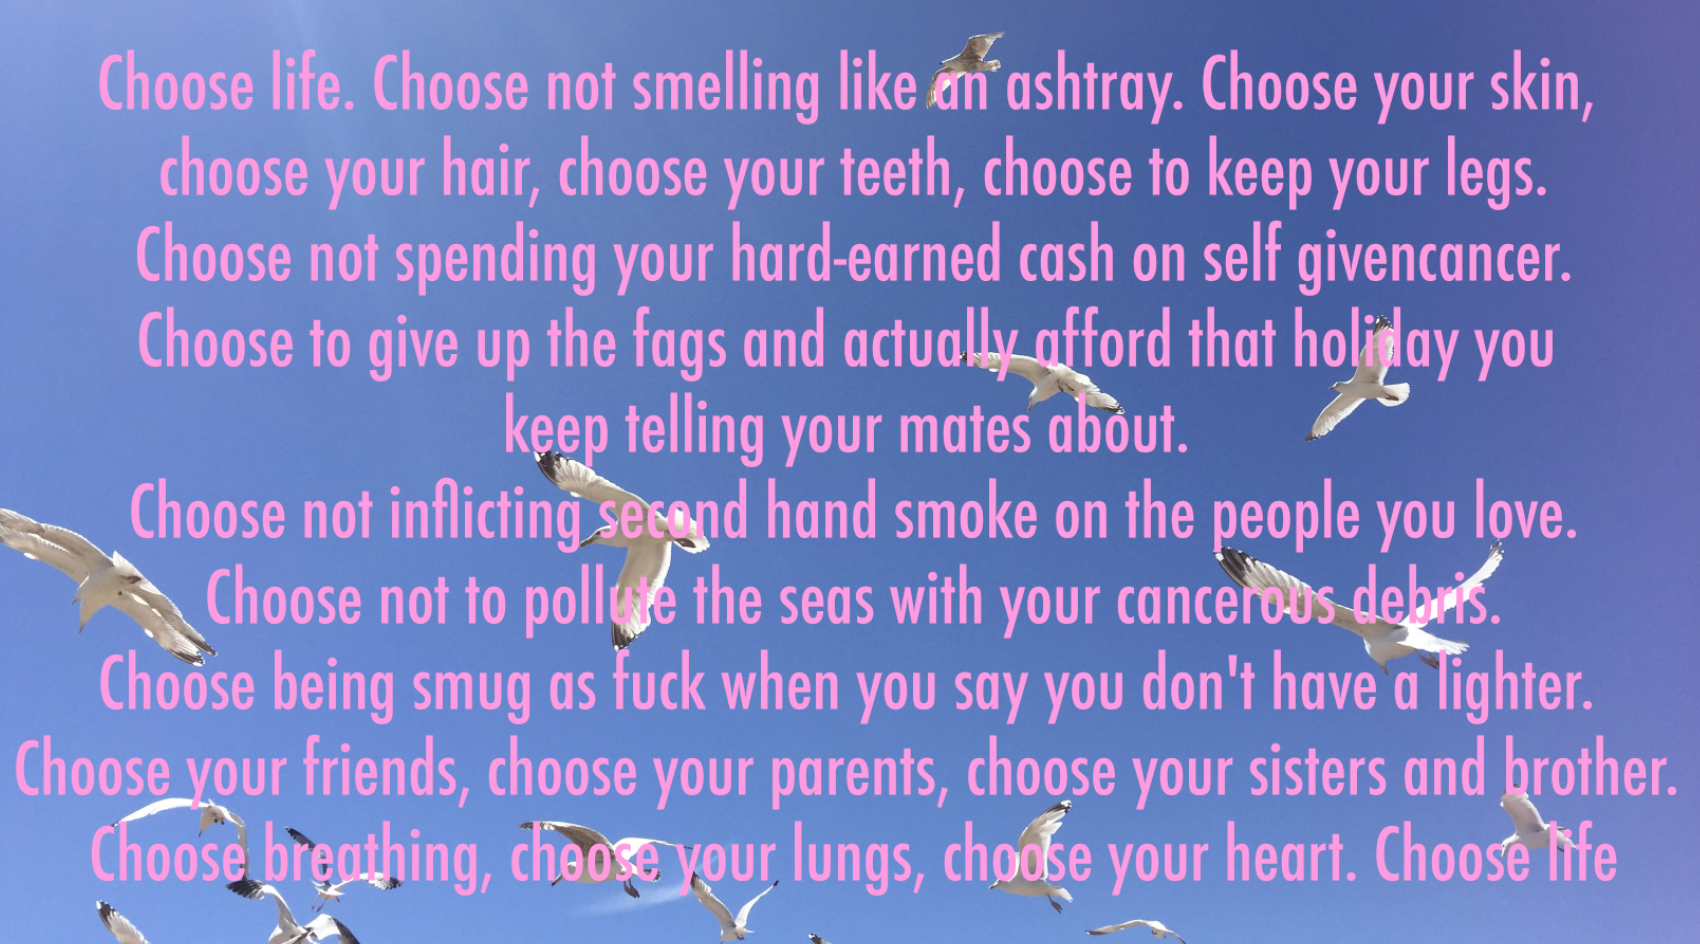 Choose life. Choose not smelling like an ashtray. Choose your skin,
choose your hair, choose your teeth, choose to keep your legs.
Choose not spending your hard-earned cash on self givencancer.
Choose to give up the fags and actually afford that holiday you
keep telling your mates about.
Choose not inflicting second hand smoke on the people you love.
Choose not to pollute the seas with your cancerous debris.
Choose being smug as fuck when you say you don't have a lighter.
Choose your friends, choose your parents, choose your sisters and brother.
Choose breathing, choose your lungs, choose your heart. Choose life